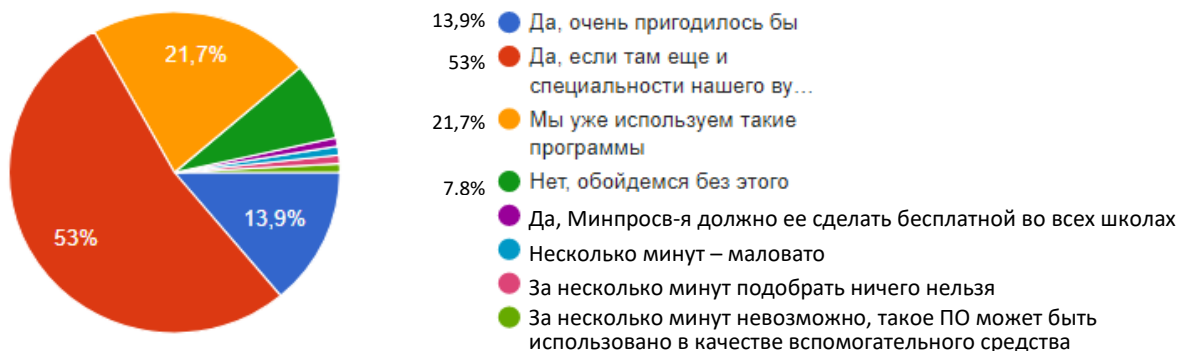 21,7%
53%
13,9%
13,9% Да, очень пригодилось бы
53% Да, если там еще и
специальности нашего ву...
21,7% Мы уже используем такие
программы
7.8% Нет, обойдемся без этого
Да, Минпросв-я должно ее сделать бесплатной во всех школах
Несколько минут – маловато
За несколько минут подобрать ничего нельзя
За несколько минут невозможно, такое ПО может быть
использовано в качестве вспомогательного средства